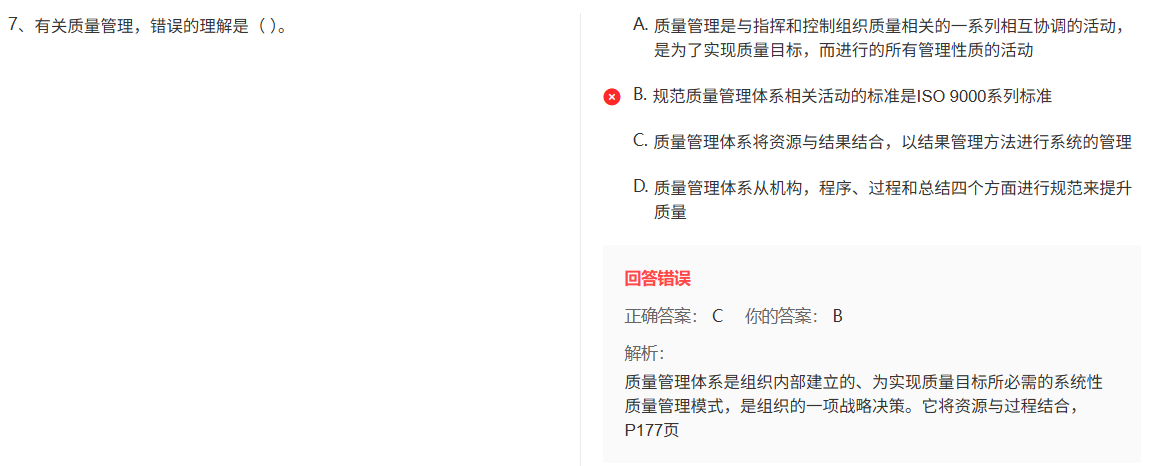 7、有关质量管理，错误的理解是（ ）。
A. 质量管理是与指挥和控制组织质量相关的一系列相互协调的活动，
是为了实现质量目标，而进行的所有管理性质的活动
B. 规范质量管理体系相关活动的标准是ISO 9000系列标准
C. 质量管理体系将资源与结果结合，以结果管理方法进行系统的管理
D. 质量管理体系从机构，程序、过程和总结四个方面进行规范来提升
质量
回答错误
正确答案： C 你的答案： B
解析：
质量管理体系是组织内部建立的、为实现质量目标所必需的系统性
质量管理模式，是组织的一项战略决策。它将资源与过程结合，
P177页